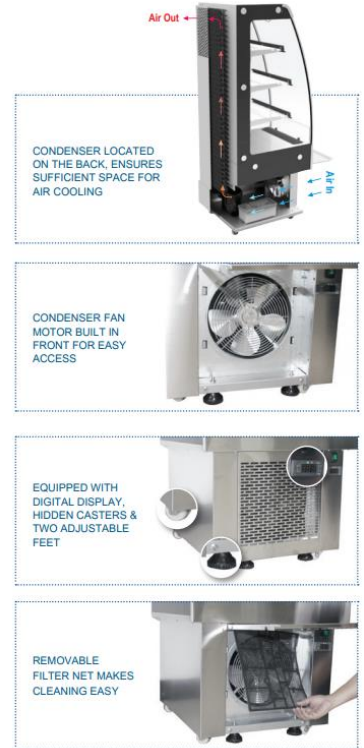 Air Out
CONDENSER LOCATED
ON THE BACK, ENSURES
SUFFICIENT SPACE FOR
AIR COOLING
Air In
CONDENSER FAN
MOTOR BUILT IN
FRONT FOR EASY
ACCESS
EQUIPPED WITH
DIGITAL DISPLAY,
HIDDEN CASTERS &
TWO ADJUSTABLE
FEET
REMOVABLE
FILTER NET MAKES
CLEANING EASY